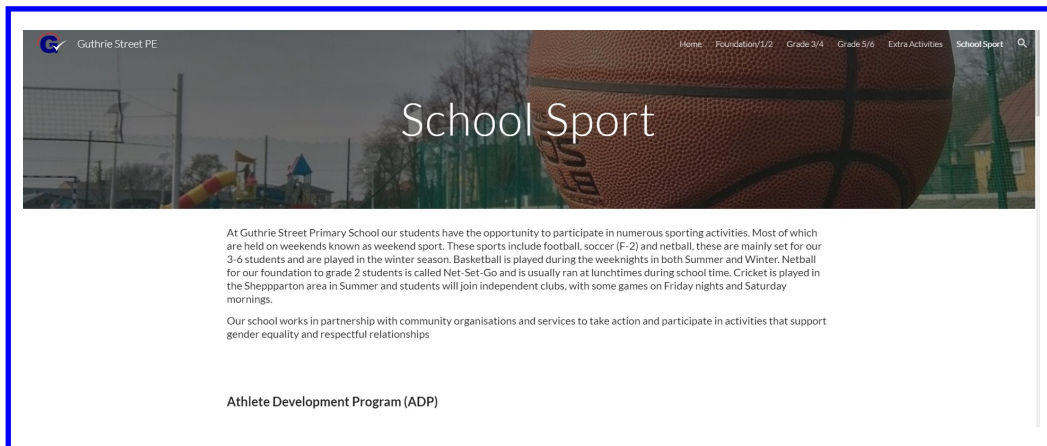 Guthrie Street PE
Home Foundation/1/2 Grade 3/4 Grade 5/6 Extra Activities School Sport
School Sport
At Guthrie Street Primary School our students have the opportunity to participate in numerous sporting activities. Most of which
are held on weekends known as weekend sport. These sports include football, soccer (F-2) and netball, these are mainly set for our
3-6 students and are played in the winter season. Basketball is played during the weeknights in both Summer and Winter. Netball
for our foundation to grade 2 students is called Net-Set-Go and is usually ran at lunchtimes during school time. Cricket is played in
the Sheppparton area in Summer and students will join independent clubs, with some games on Friday nights and Saturday
mornings.
Our school works in partnership with community organisations and services to take action and participate in activities that support
gender equality and respectful relationships
Athlete Development Program (ADP)